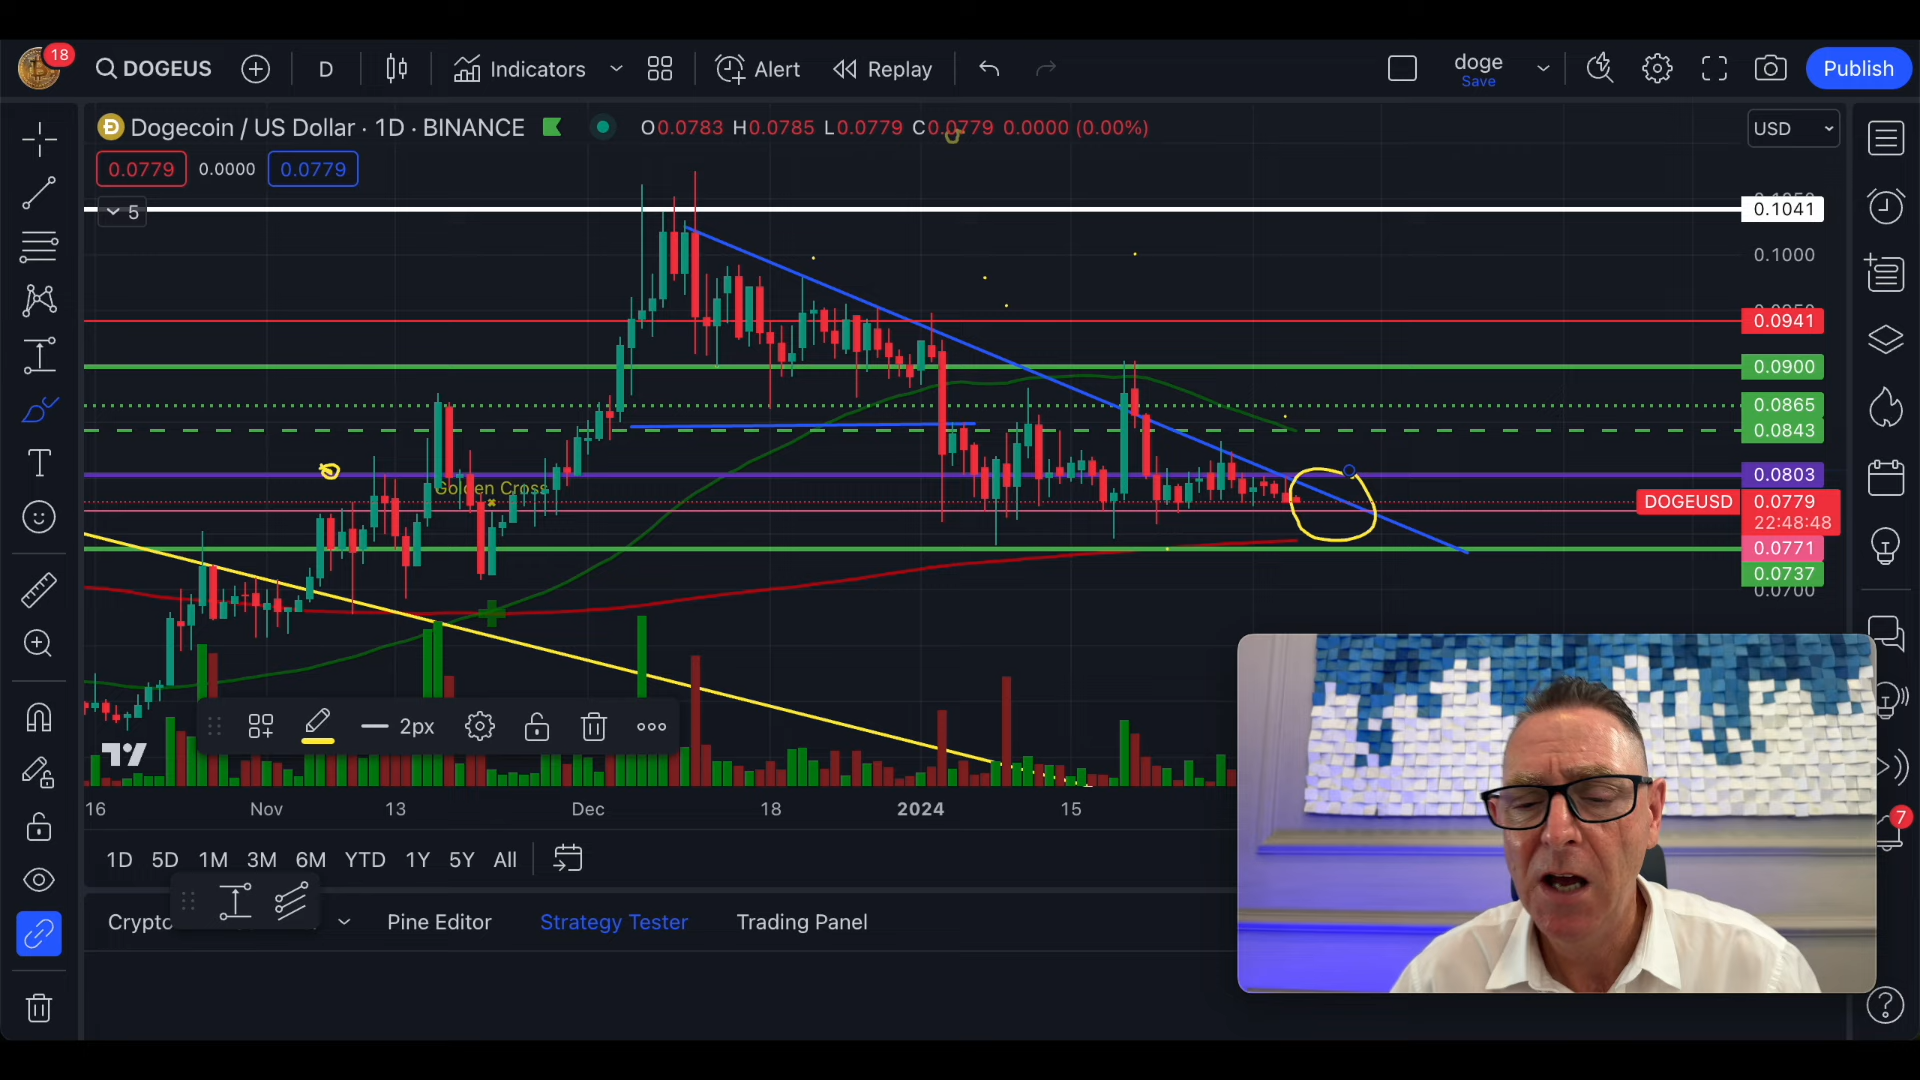 18
DOGEUS
D
Indicators
Alert
Replay
doge
Save
Publish
Dogecoin / US Dollar · 1D · BINANCE
O0.0783 H0.0785 L0.0779 C0.0779 0.0000 (0.00%)
USD
0.0779
0.0000
0.0779
5
0.1041
0.1000
0.0941
0.0900
0.0865
0.0843
0.0803
Golden Cross
DOGEUSD
0.0779
22:48:48
0.0771
0.0737
0.0700
2px
16
Nov
13
Dec
18
2024
15
7
1D
5D
1M
3M
6M
YTD
1Y
5Y
All
Crypto
Pine Editor
Strategy Tester
Trading Panel